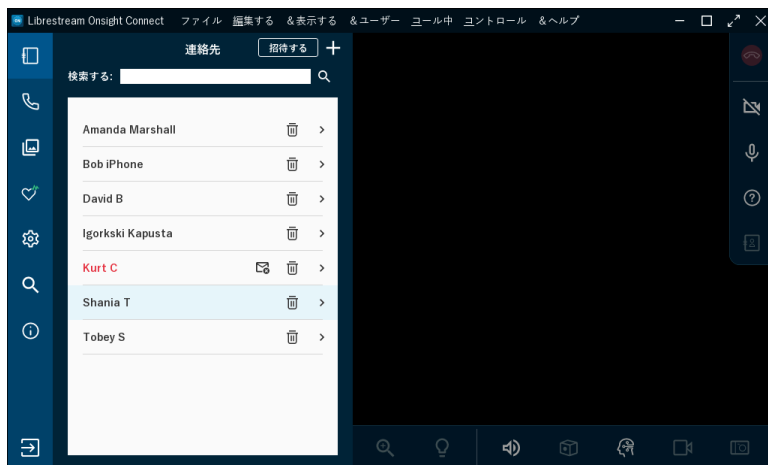 Librestream Onsight Connect ファイル 編集する &表示する &ユーザー コール中 コントロール &ヘルプ
連絡先 招待する
検索する:
Amanda Marshall
Bob iPhone
David B
Igorkski Kapusta
Kurt C
Shania T
Tobey S